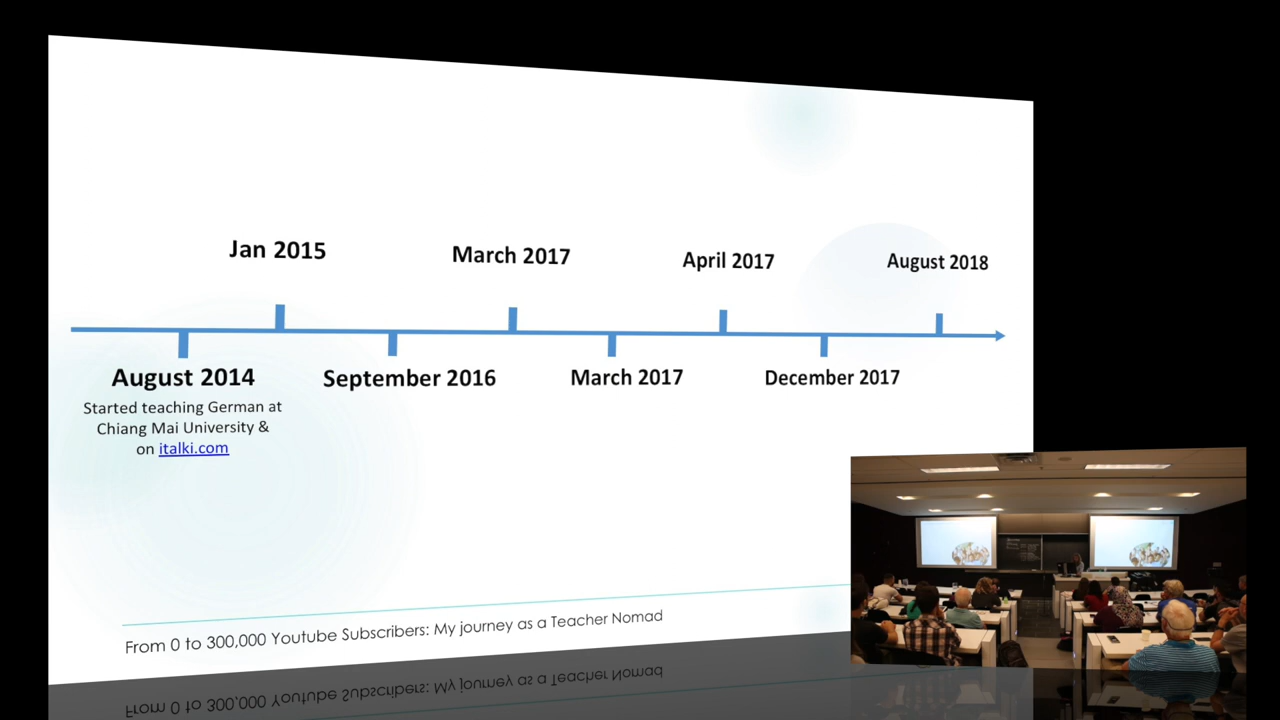 Jan 2015
March 2017
April 2017
August 2018
August 2014
September 2016
March 2017
December 2017
Started teaching German at
Chiang Mai University &
on italki.com
From 0 to 300,000 Youtube Subscribers: My journey as a Teacher Nomad